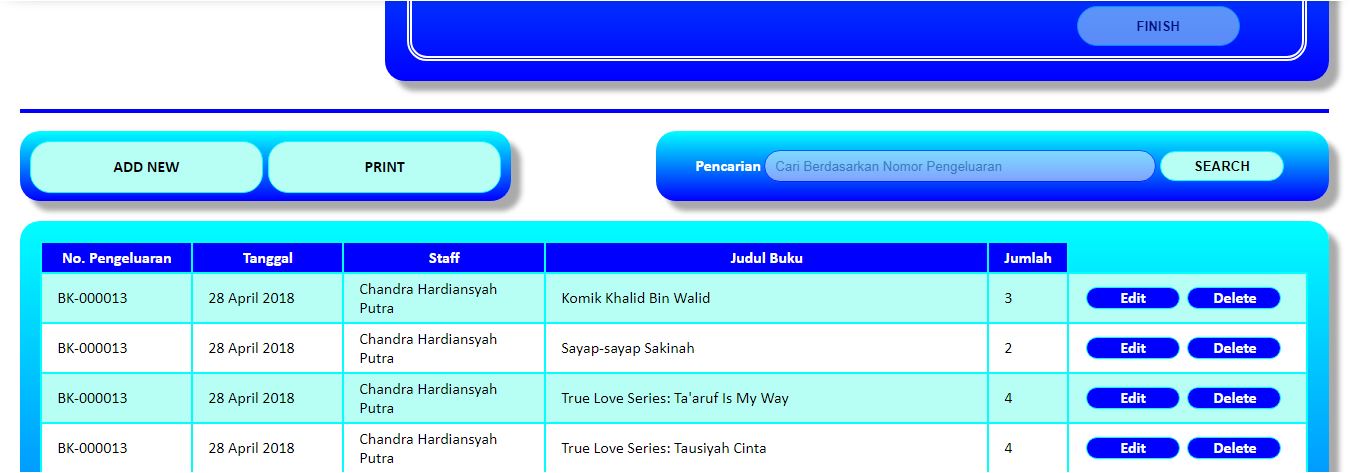 FINISH
ADD NEW PRINT Pencarian Cari Berdasarkan Nomor Pengeluaran SEARCH
No. Pengeluaran Tanggal Staff Judul Buku Jumlah
BK-000013 28 April 2018 Chandra Hardiansyah Putra Komik Khalid Bin Walid 3 Edit Delete
BK-000013 28 April 2018 Chandra Hardiansyah Putra Sayap-sayap Sakinah 2 Edit Delete
BK-000013 28 April 2018 Chandra Hardiansyah Putra True Love Series: Ta'aruf Is My Way 4 Edit Delete
BK-000013 28 April 2018 Chandra Hardiansyah Putra True Love Series: Tausiyah Cinta 4 Edit Delete